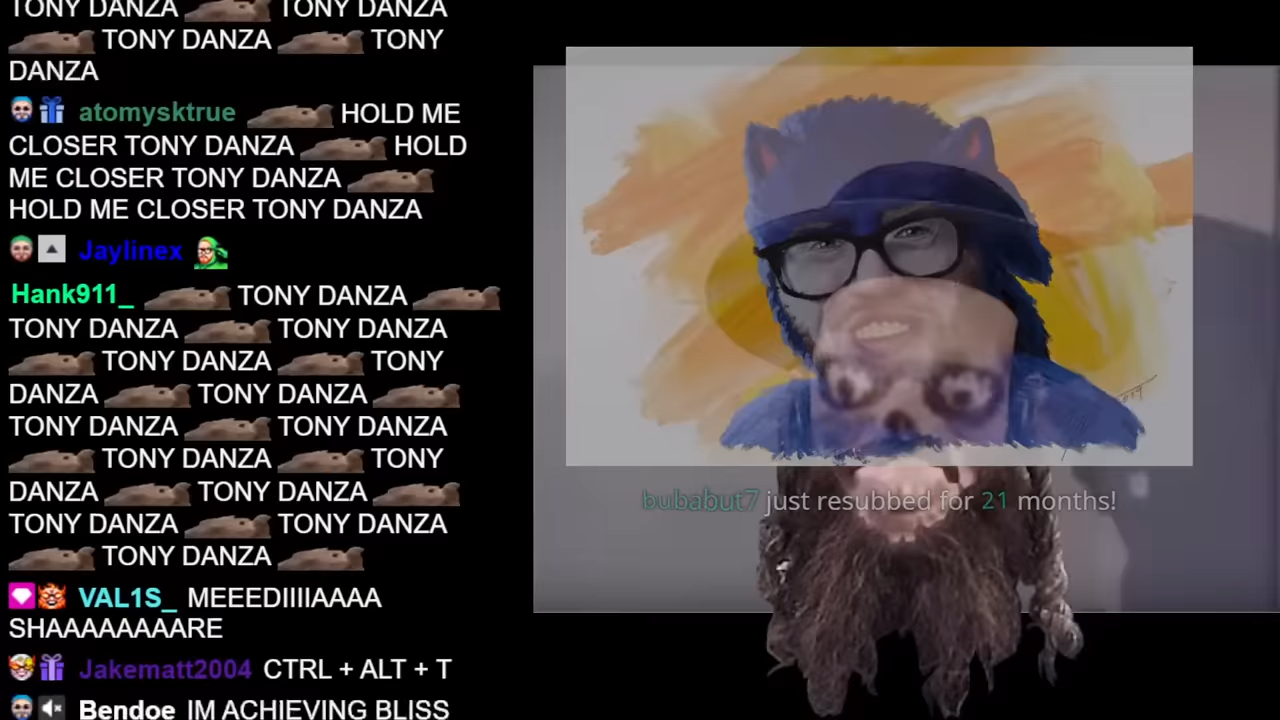 TONY DANZA TONY DANZA
TONY DANZA TONY
DANZA
atomysktrue HOLD ME
CLOSER TONY DANZA HOLD
ME CLOSER TONY DANZA
HOLD ME CLOSER TONY DANZA
Jaylinex
Hank911_ TONY DANZA
TONY DANZA TONY DANZA
TONY DANZA TONY
DANZA TONY DANZA
TONY DANZA TONY DANZA
TONY DANZA TONY
DANZA TONY DANZA
TONY DANZA TONY DANZA
TONY DANZA
VAL1S_ MEEEDIIIIAAAA
SHAAAAAAAARE
Jakematt2004 CTRL + ALT + T
Bendoe IM ACHIEVING BLISS
bubabut7 just resubbed for 21 months!